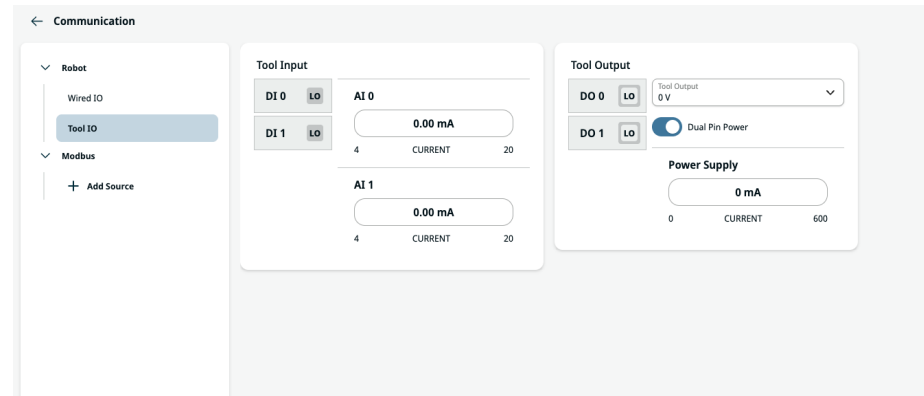 Communication
Robot
Wired IO
Tool IO
Modbus
Add Source
Tool Input
DI 0 LO
DI 1 LO
AI 0
0.00 mA
4 CURRENT 20
AI 1
0.00 mA
4 CURRENT 20
Tool Output
DO 0 LO
DO 1 LO
Tool Output
0 V
Dual Pin Power
Power Supply
0 mA
0 CURRENT 600